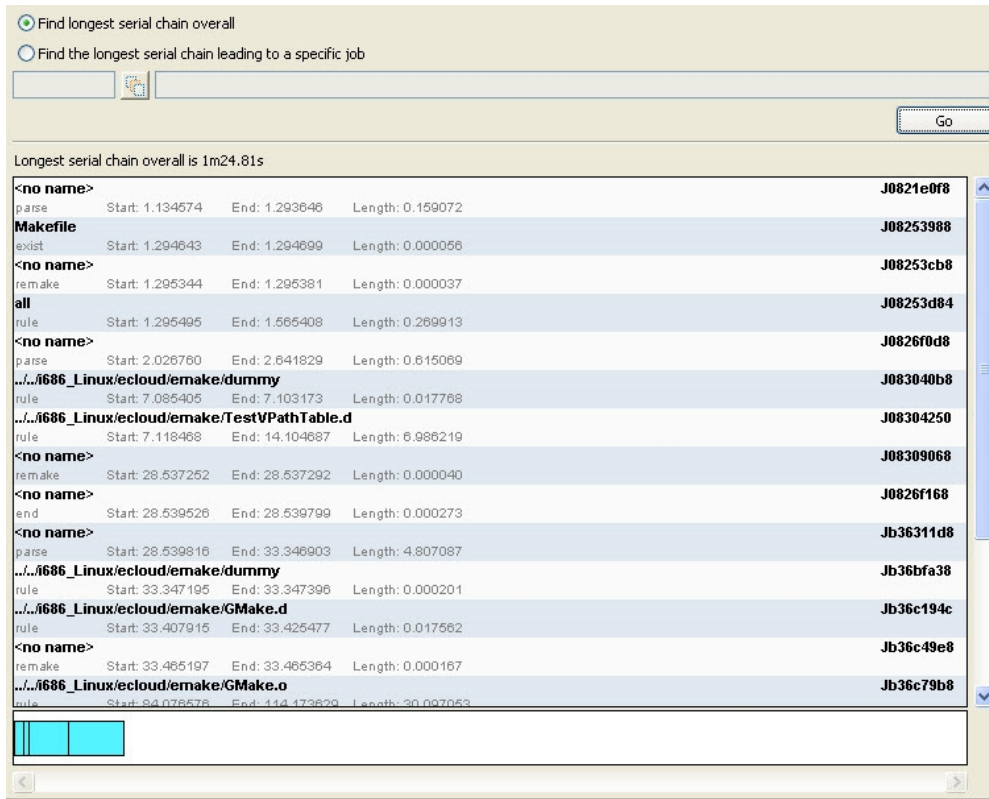 Find longest serial chain overall
Find the longest serial chain leading to a specific job
Go
Longest serial chain overall is 1m24.81s
<no name> J0821e0f8
parse Start: 1.134574 End: 1.293646 Length: 0.159072
Makefile J08253988
exist Start: 1.294643 End: 1.294699 Length: 0.000056
<no name> J08253cb8
remake Start: 1.295344 End: 1.295381 Length: 0.000037
all J08253d84
rule Start: 1.295495 End: 1.565408 Length: 0.269913
<no name> J0826f0d8
parse Start: 2.026760 End: 2.641829 Length: 0.615069
../../i686_Linux/ecloud/emake/dummy J083040b8
rule Start: 7.085405 End: 7.103173 Length: 0.017768
../../i686_Linux/ecloud/emake/TestVPathTable.d J08304250
rule Start: 7.118468 End: 14.104687 Length: 6.986219
<no name> J08309068
remake Start: 28.537252 End: 28.537292 Length: 0.000040
<no name> J0826f168
end Start: 28.539526 End: 28.539799 Length: 0.000273
<no name> Jb36311d8
parse Start: 28.539816 End: 33.346903 Length: 4.807087
../../i686_Linux/ecloud/emake/dummy Jb36bfa38
rule Start: 33.347195 End: 33.347396 Length: 0.000201
../../i686_Linux/ecloud/emake/GMake.d Jb36c194c
rule Start: 33.407915 End: 33.425477 Length: 0.017562
<no name> Jb36c49e8
remake Start: 33.465197 End: 33.465364 Length: 0.000167
../../i686_Linux/ecloud/emake/GMake.o Jb36c79b8
rule Start: 84.076576 End: 114.173629 Length: 30.097053